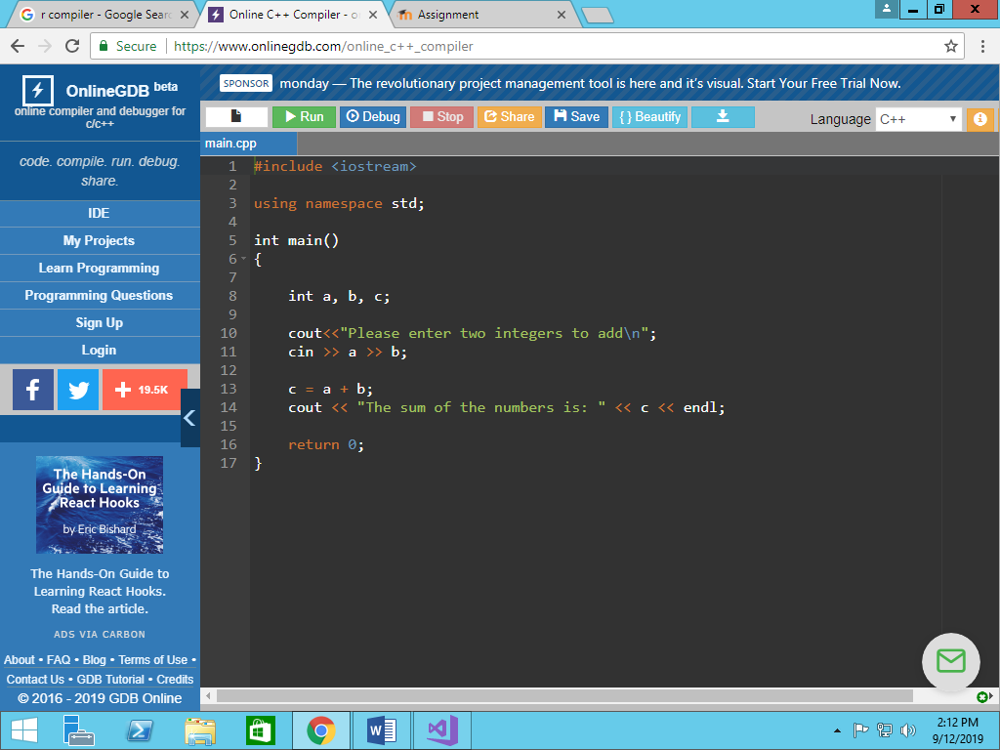 r compiler - Google Sear
Online C++ Compiler - o
Assignment
Secure
https://www.onlinegdb.com/online_c++_compiler
OnlineGDB beta
online compiler and debugger for
c/c++
code. compile. run. debug.
share.
IDE
My Projects
Learn Programming
Programming Questions
Sign Up
Login
19.5K
The Hands-On
Guide to Learning
React Hooks
by Eric Bishard
The Hands-On Guide to
Learning React Hooks.
Read the article.
ADS VIA CARBON
About • FAQ • Blog • Terms of Use •
Contact Us • GDB Tutorial • Credits
© 2016 - 2019 GDB Online
SPONSOR monday — The revolutionary project management tool is here and it's visual. Start Your Free Trial Now.
Run Debug Stop Share Save { } Beautify Language C++
main.cpp
1 #include <iostream>
2
3 using namespace std;
4
5 int main()
6 {
7
8 int a, b, c;
9
10 cout<<"Please enter two integers to add\n";
11 cin >> a >> b;
12
13 c = a + b;
14 cout << "The sum of the numbers is: " << c << endl;
15
16 return 0;
17 }
2:12 PM
9/12/2019